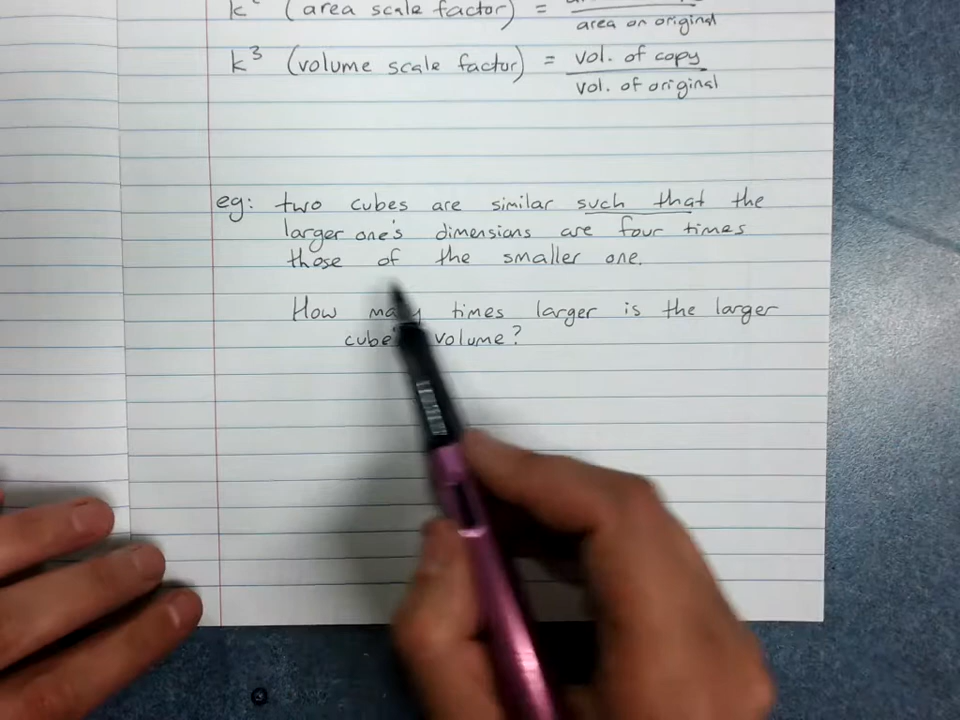 k² (area scale factor) =
area on original
k³ (volume scale factor) = vol. of copy
vol. of original
eg: two cubes are similar such that the
larger one's dimensions are four times
those of the smaller one.
How many times larger is the larger
cube's volume?